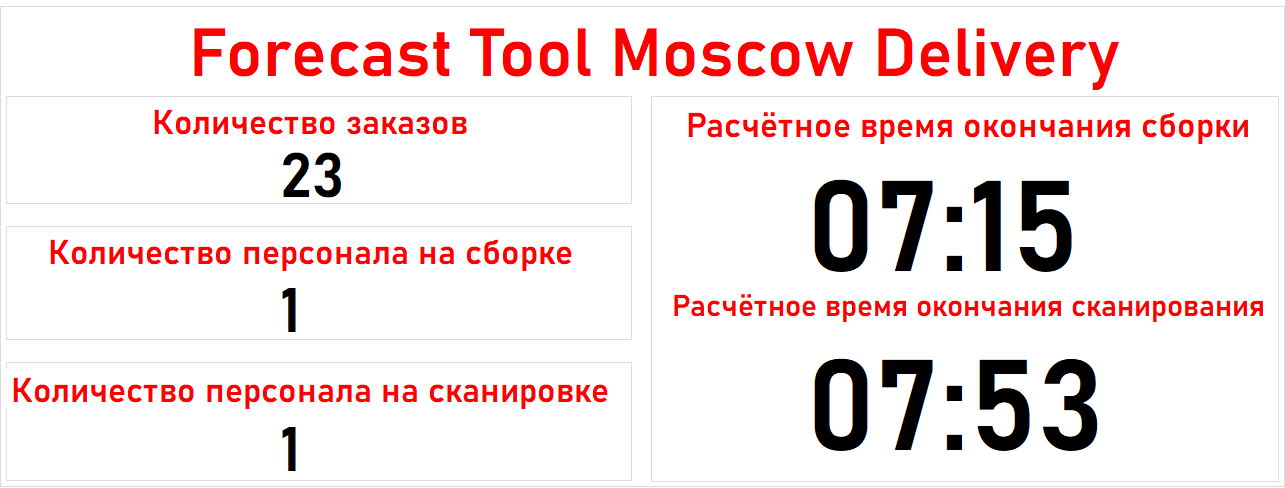 Forecast Tool Moscow Delivery
Количество заказов
23
Количество персонала на сборке
1
Количество персонала на сканировке
1
Расчётное время окончания сборки
07:15
Расчётное время окончания сканирования
07:53